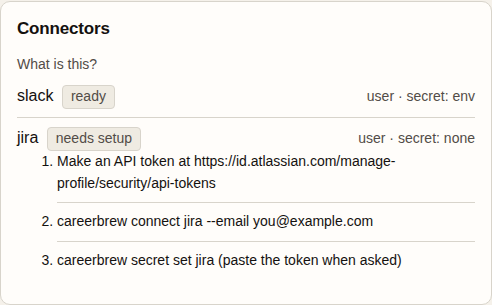 Connectors
What is this?
slack ready user · secret: env
jira needs setup user · secret: none
1. Make an API token at https://id.atlassian.com/manage-
profile/security/api-tokens
2. careerbrew connect jira --email you@example.com
3. careerbrew secret set jira (paste the token when asked)